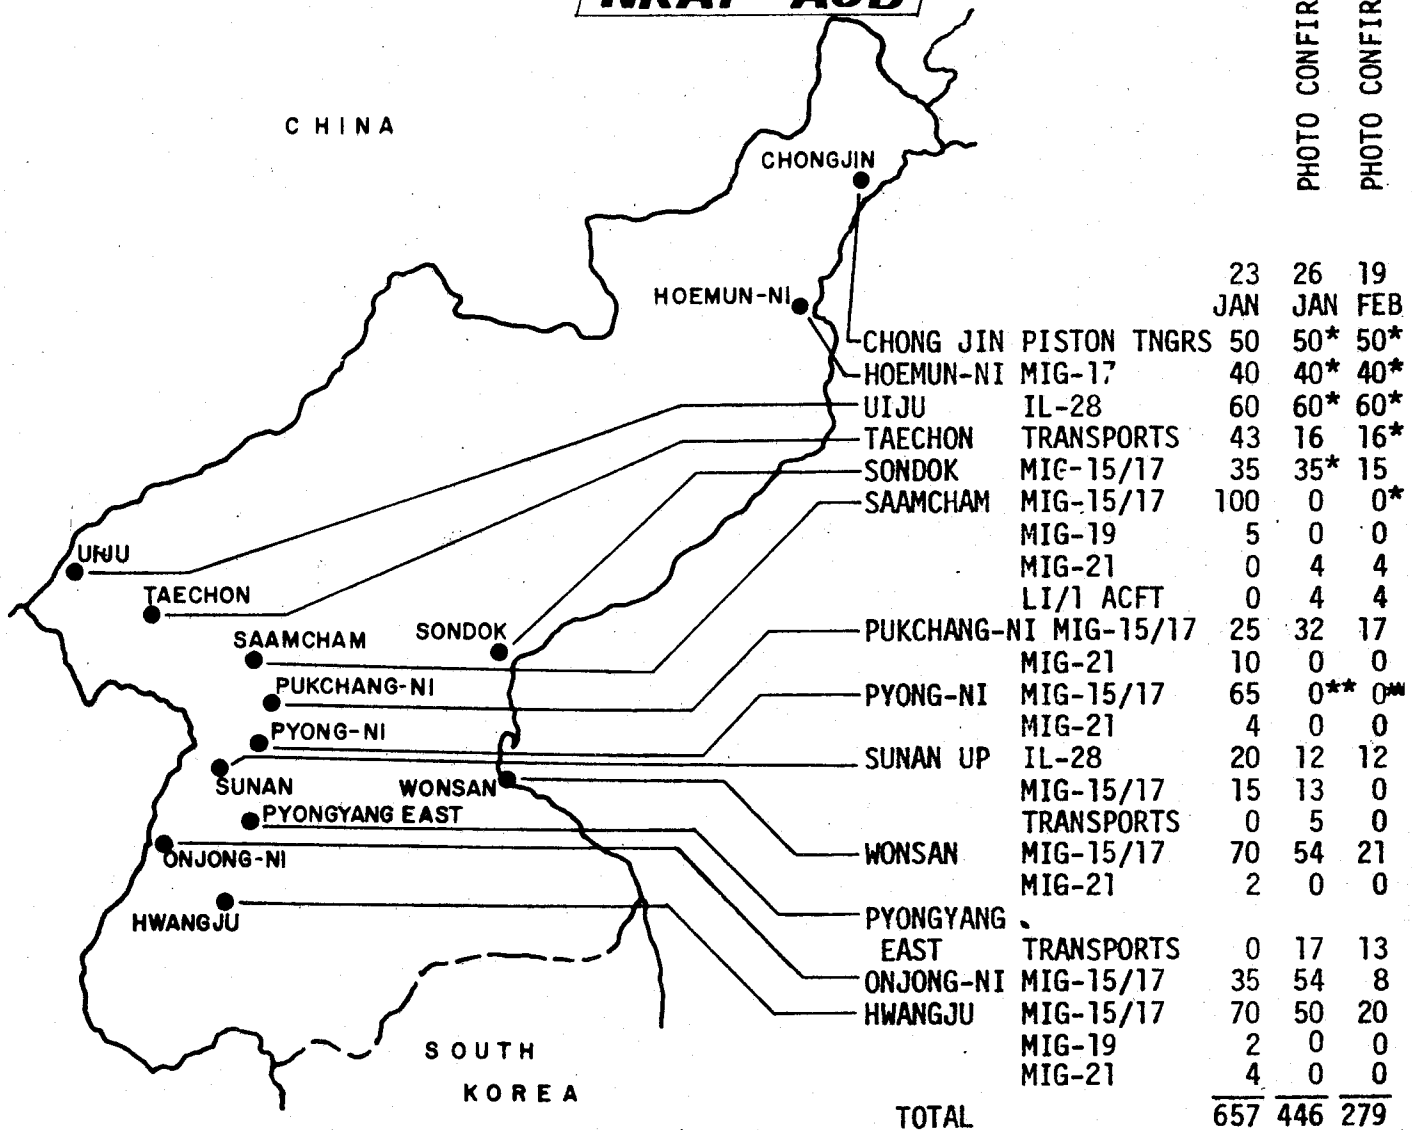 NKAF AOB
PHOTO CONFIR
PHOTO CONFIR
CHINA
CHONGJIN
HOEMUN-NI
UIJU
TAECHON
SAAMCHAM
SONDOK
PUKCHANG-NI
PYONG-NI
SUNAN
WONSAN
PYONGYANG EAST
ONJONG-NI
HWANGJU
SOUTH
KOREA
23 26 19
JAN JAN FEB
CHONG JIN PISTON TNGRS 50 50* 50*
HOEMUN-NI MIG-17 40 40* 40*
UIJU IL-28 60 60* 60*
TAECHON TRANSPORTS 43 16 16*
SONDOK MIG-15/17 35 35* 15
SAAMCHAM MIG-15/17 100 0 0*
MIG-19 5 0 0
MIG-21 0 4 4
LI/1 ACFT 0 4 4
PUKCHANG-NI MIG-15/17 25 32 17
MIG-21 10 0 0
PYONG-NI MIG-15/17 65 0** 0**
MIG-21 4 0 0
SUNAN UP IL-28 20 12 12
MIG-15/17 15 13 0
TRANSPORTS 0 5 0
WONSAN MIG-15/17 70 54 21
MIG-21 2 0 0
PYONGYANG
EAST TRANSPORTS 0 17 13
ONJONG-NI MIG-15/17 35 54 8
HWANGJU MIG-15/17 70 50 20
MIG-19 2 0 0
MIG-21 4 0 0
TOTAL 657 446 279